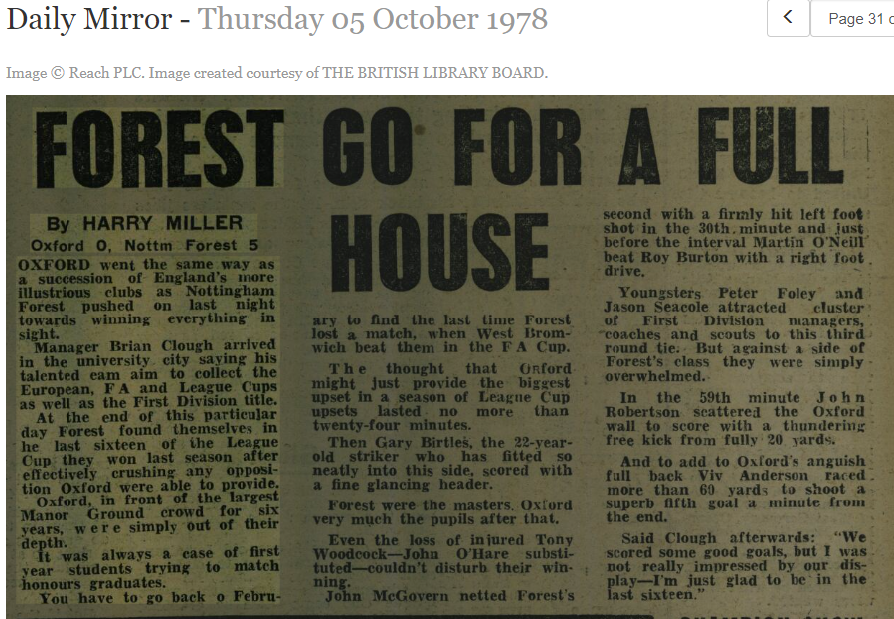 Daily Mirror - Thursday 05 October 1978
Page 31 o
Image © Reach PLC. Image created courtesy of THE BRITISH LIBRARY BOARD.
FOREST GO FOR A FULL
HOUSE
By HARRY MILLER
Oxford 0, Nottm Forest 5
OXFORD went the same way as
a succession of England's more
illustrious clubs as Nottingham
Forest pushed on last night
towards winning everything in
sight.
Manager Brian Clough arrived
in the university city saying his
talented eam aim to collect the
European, F A and League Cups
as well as the First Division title.
At the end of this particular
day Forest found themselves in
he last sixteen of the League
Cup they won last season after
effectively crushing any opposi-
tion Oxford were able to provide.
Oxford, in front of the largest
Manor Ground crowd for six
years, were simply out of their
depth.
It was always a case of first
year students trying to match
honours graduates.
You have to go back o Febru-
ary to find the last time Forest
lost a match, when West Brom-
wich beat them in the F A Cup.
The thought that Oxford
might just provide the biggest
upset in a season of League Cup
upsets lasted no more than
twenty-four minutes.
Then Gary Birtles, the 22-year-
old striker who has fitted so
neatly into this side, scored with
a fine glancing header.
Forest were the masters, Oxford
very much the pupils after that.
Even the loss of injured Tony
Woodcock—John O'Hare substi-
tuted—couldn't disturb their win-
ning.
John McGovern netted Forest's
second with a firmly hit left foot
shot in the 30th minute and just
before the interval Martin O'Neill
beat Roy Burton with a right foot
drive.
Youngsters Peter Foley and
Jason Seacole attracted cluster
of First Division managers,
coaches and scouts to this third
round tie. But against a side of
Forest's class they were simply
overwhelmed.
In the 59th minute John
Robertson scattered the Oxford
wall to score with a thundering
free kick from fully 20 yards.
And to add to Oxford's anguish
full back Viv Anderson raced
more than 60 yards to shoot a
superb fifth goal a minute from
the end.
Said Clough afterwards: "We
scored some good goals, but I was
not really impressed by our dis-
play—I'm just glad to be in the
last sixteen."